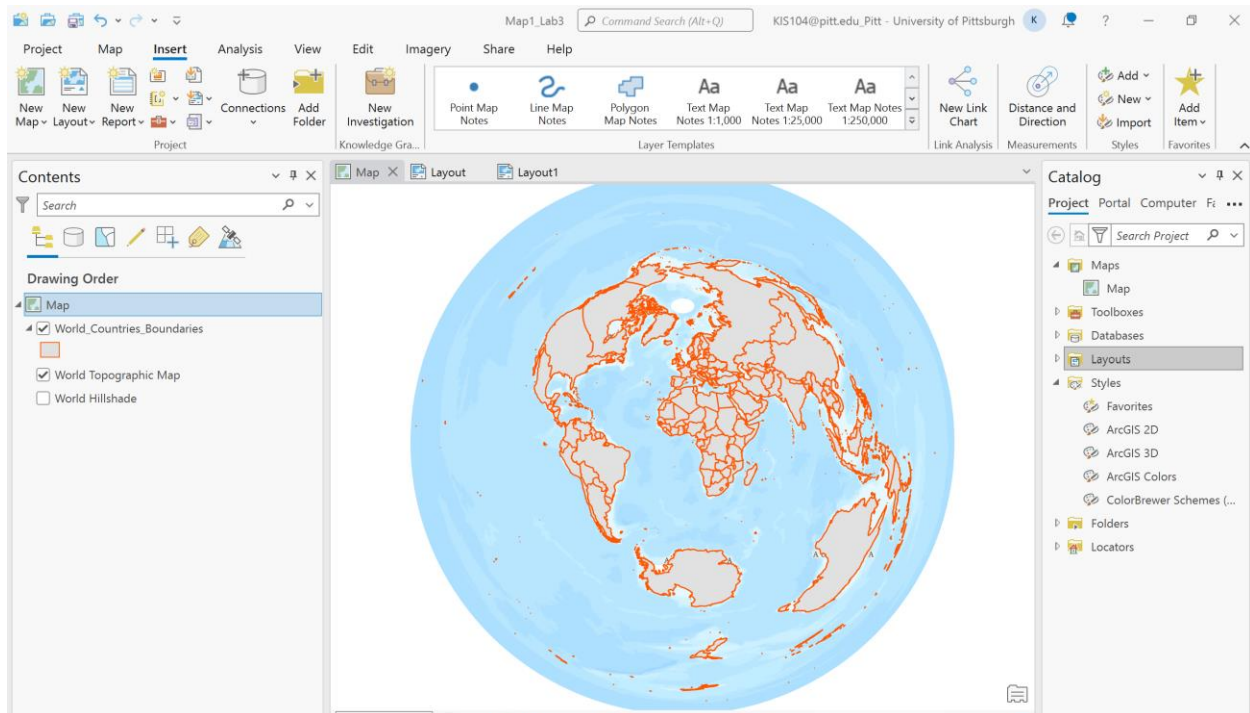 Map1_Lab3
Command Search (Alt+Q)
KIS104@pitt.edu_Pitt - University of Pittsburgh
K
?
Project Map Insert Analysis View Edit Imagery Share Help
New Map
New Layout
New Report
Connections
Add Folder
Project
New Investigation
Knowledge Gra...
Point Map Notes
Line Map Notes
Polygon Map Notes
Aa
Text Map Notes 1:1,000
Aa
Text Map Notes 1:25,000
Aa
Text Map Notes 1:250,000
Layer Templates
New Link Chart
Link Analysis
Distance and Direction
Measurements
Add
New
Import
Styles
Add Item
Favorites
Contents
Search
Drawing Order
Map
World_Countries_Boundaries
World Topographic Map
World Hillshade
Map Layout Layout1
A A A A
Catalog
Project Portal Computer Fa
Search Project
Maps
Map
Toolboxes
Databases
Layouts
Styles
Favorites
ArcGIS 2D
ArcGIS 3D
ArcGIS Colors
ColorBrewer Schemes (...
Folders
Locators